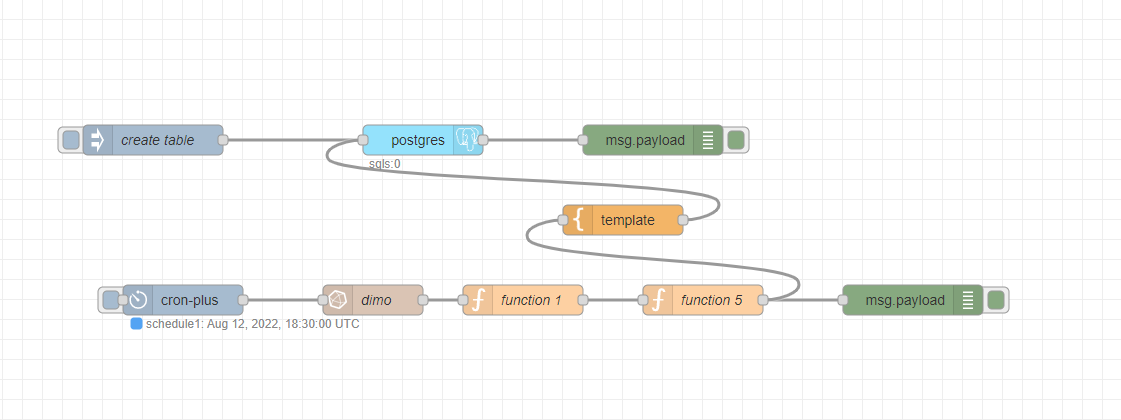 create table
postgres
msg.payload
sqls:0
template
cron-plus
dimo
function 1
function 5
msg.payload
schedule1: Aug 12, 2022, 18:30:00 UTC